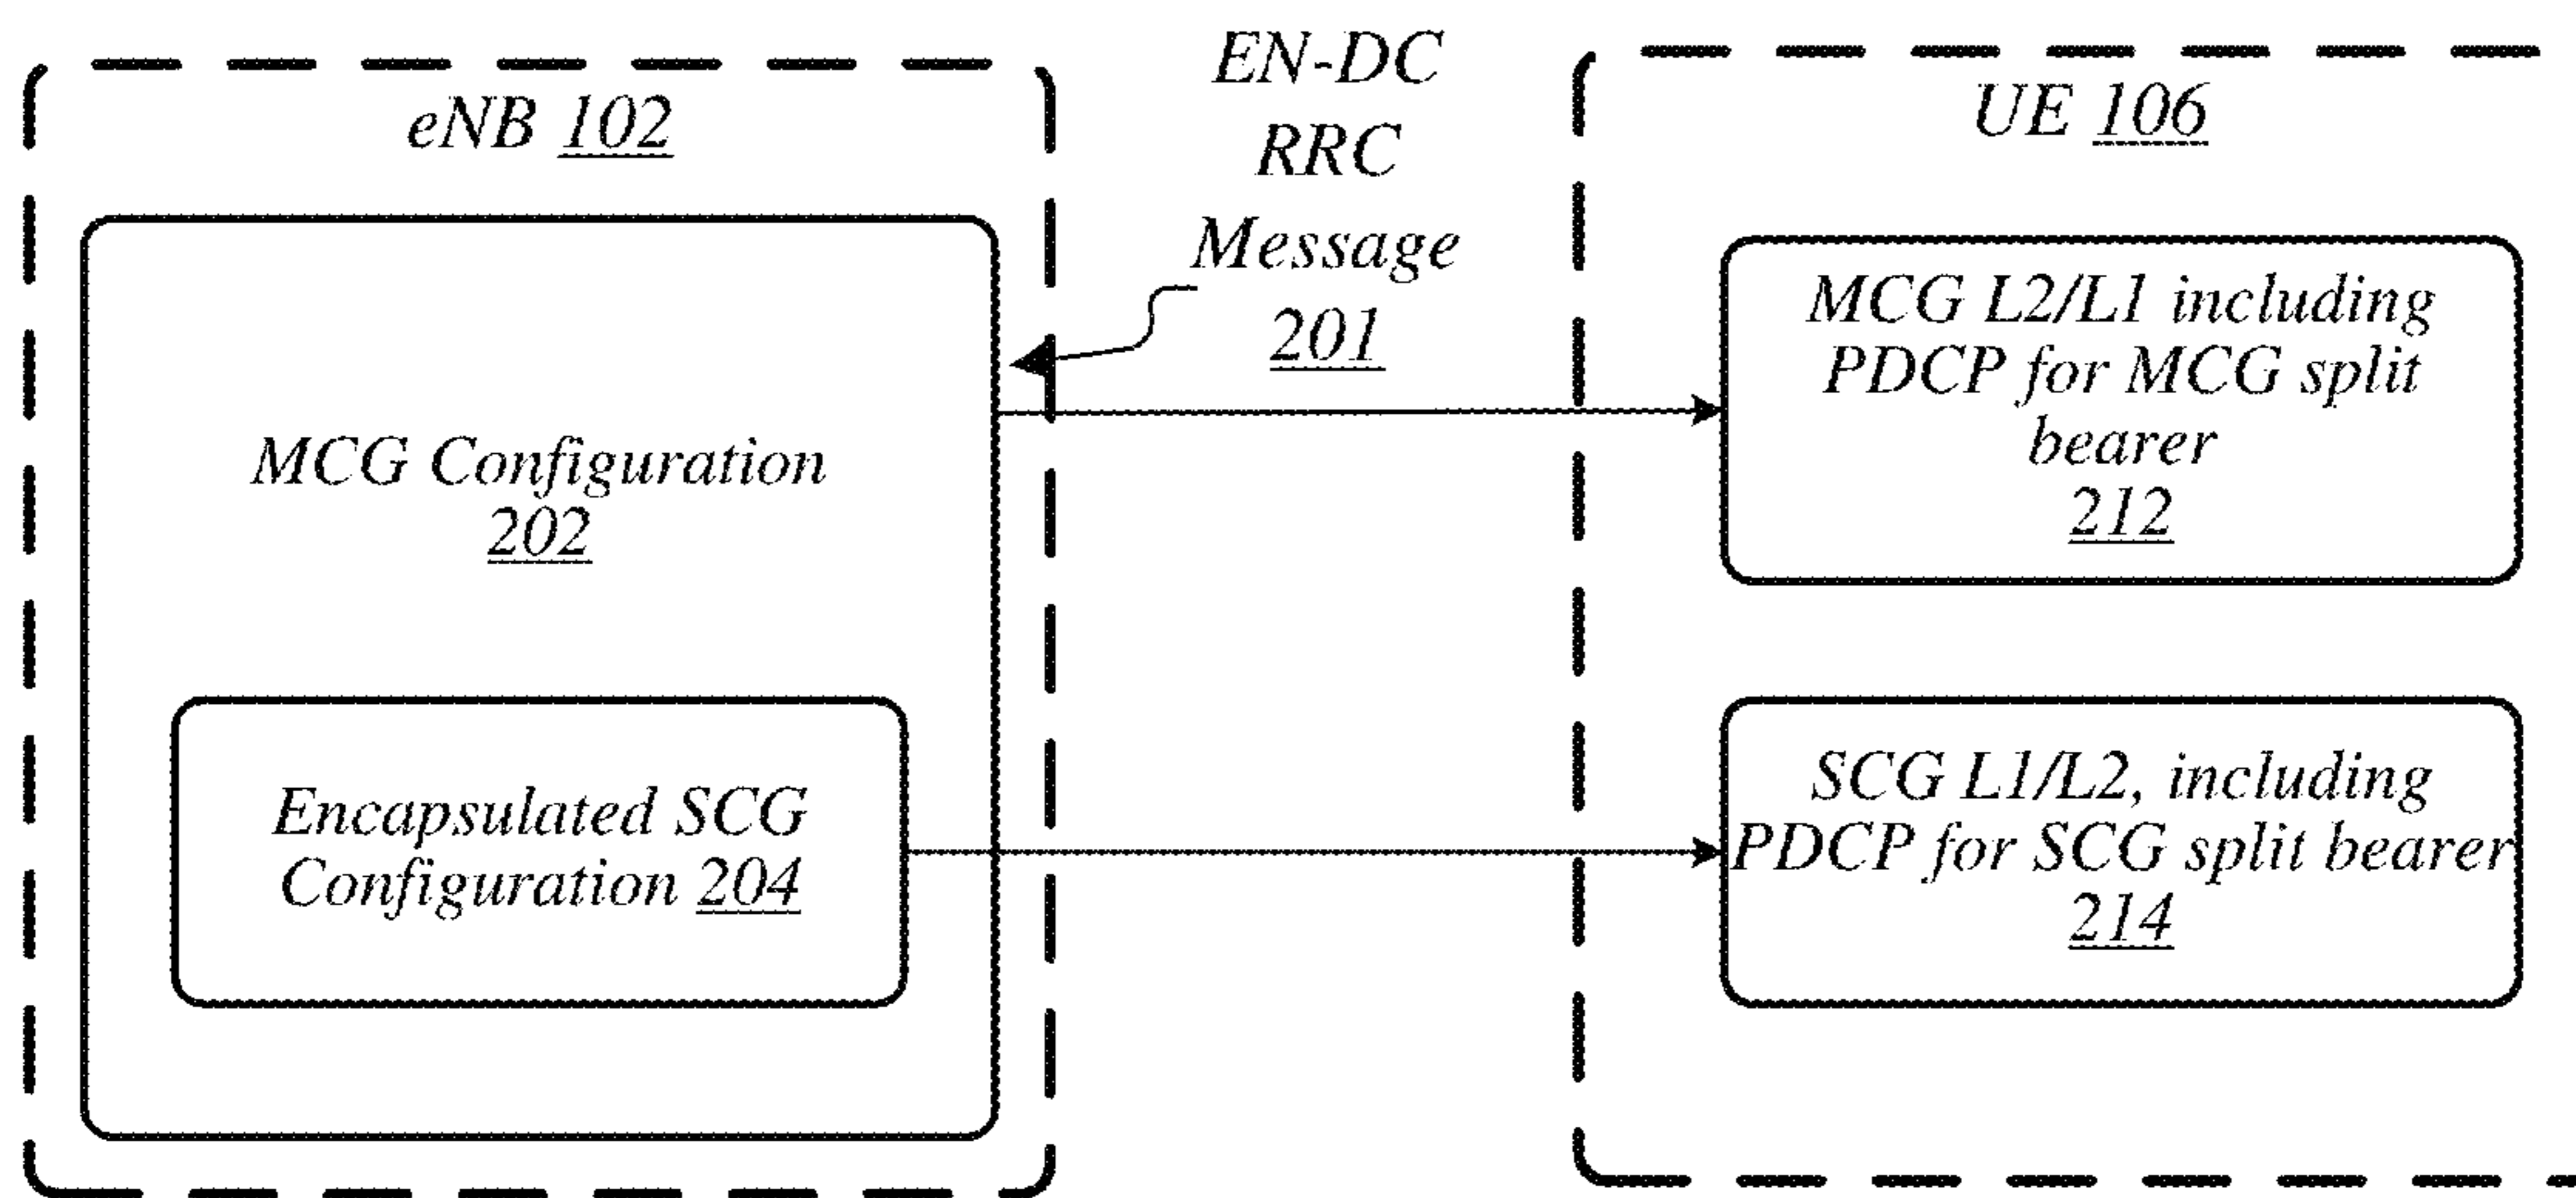 eNB 102
MCG Configuration
202
Encapsulated SCG
Configuration 204
EN-DC
RRC
Message
201
UE 106
MCG L2/L1 including
PDCP for MCG split
bearer
212
SCG L1/L2, including
PDCP for SCG split bearer
214